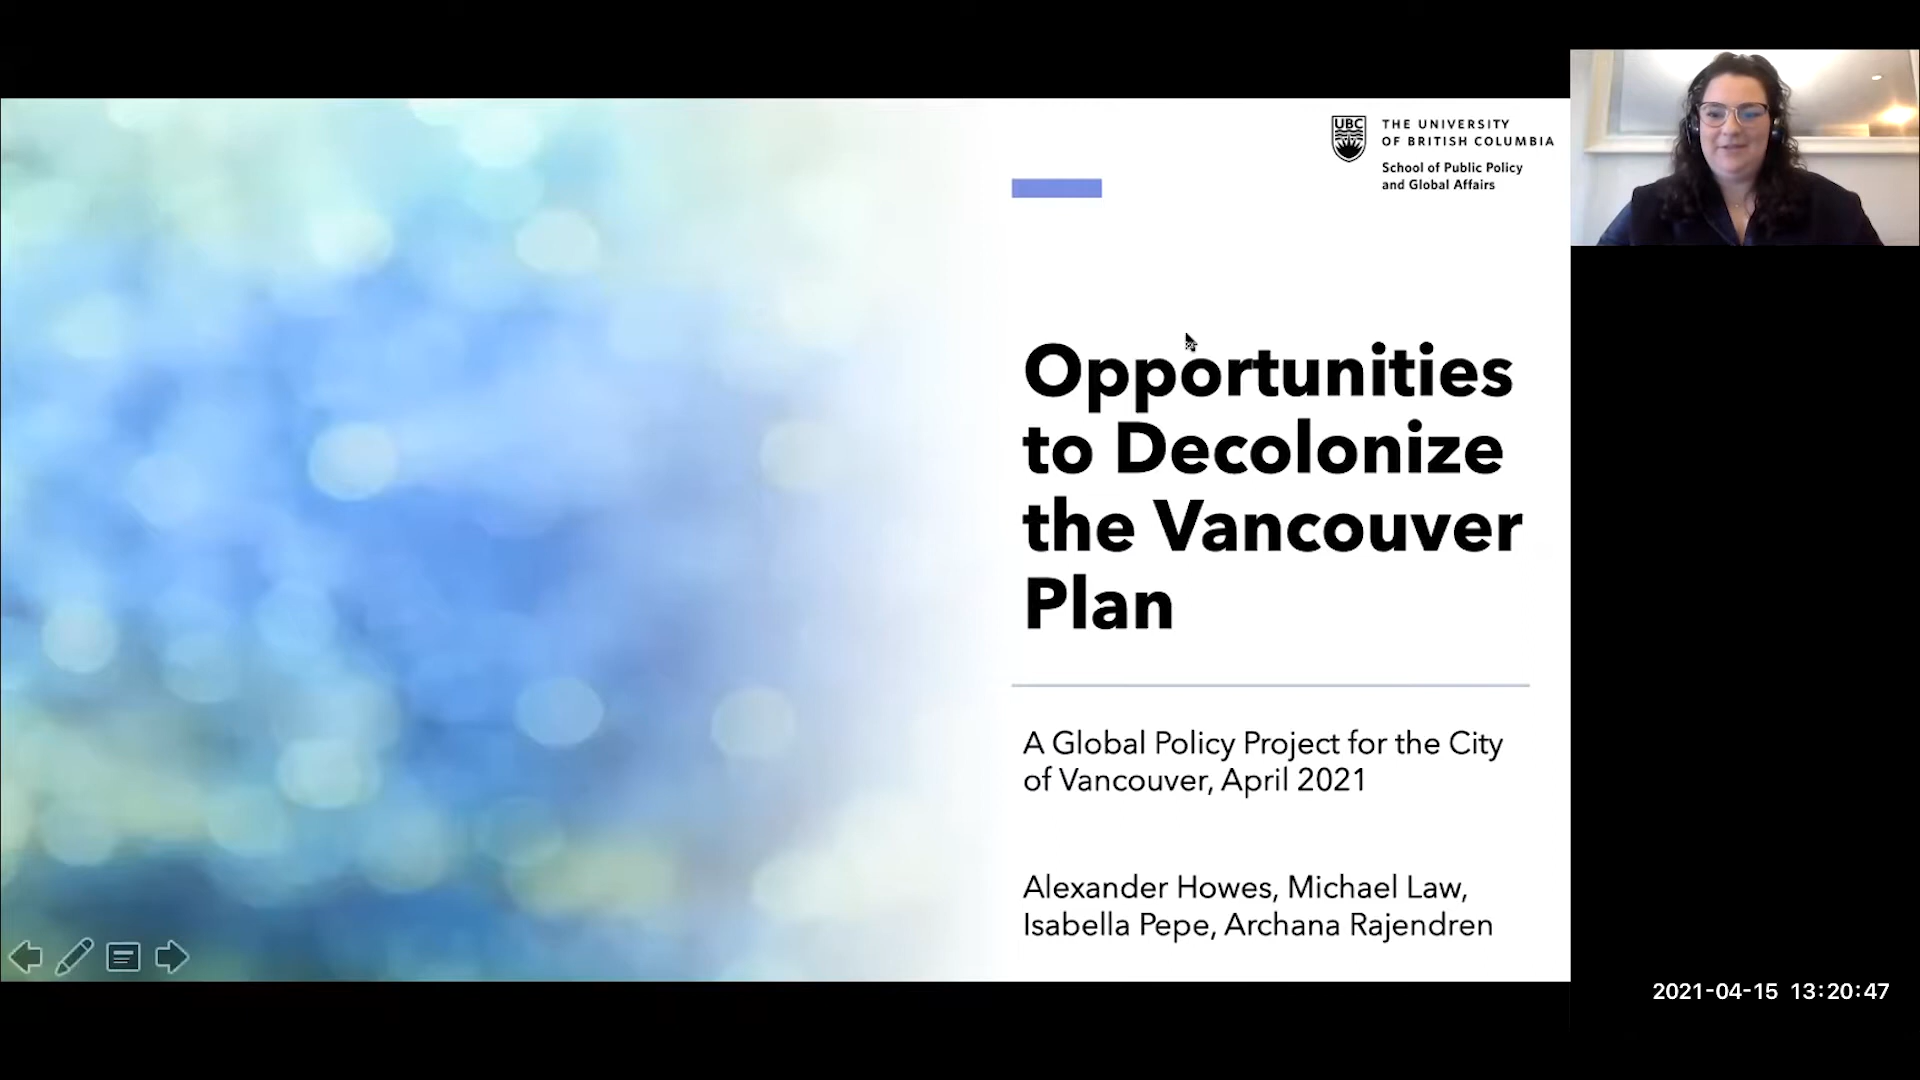 UBC
THE UNIVERSITY
OF BRITISH COLUMBIA
School of Public Policy
and Global Affairs
Opportunities
to Decolonize
the Vancouver
Plan
A Global Policy Project for the City
of Vancouver, April 2021
Alexander Howes, Michael Law,
Isabella Pepe, Archana Rajendren
2021-04-15 13:20:47